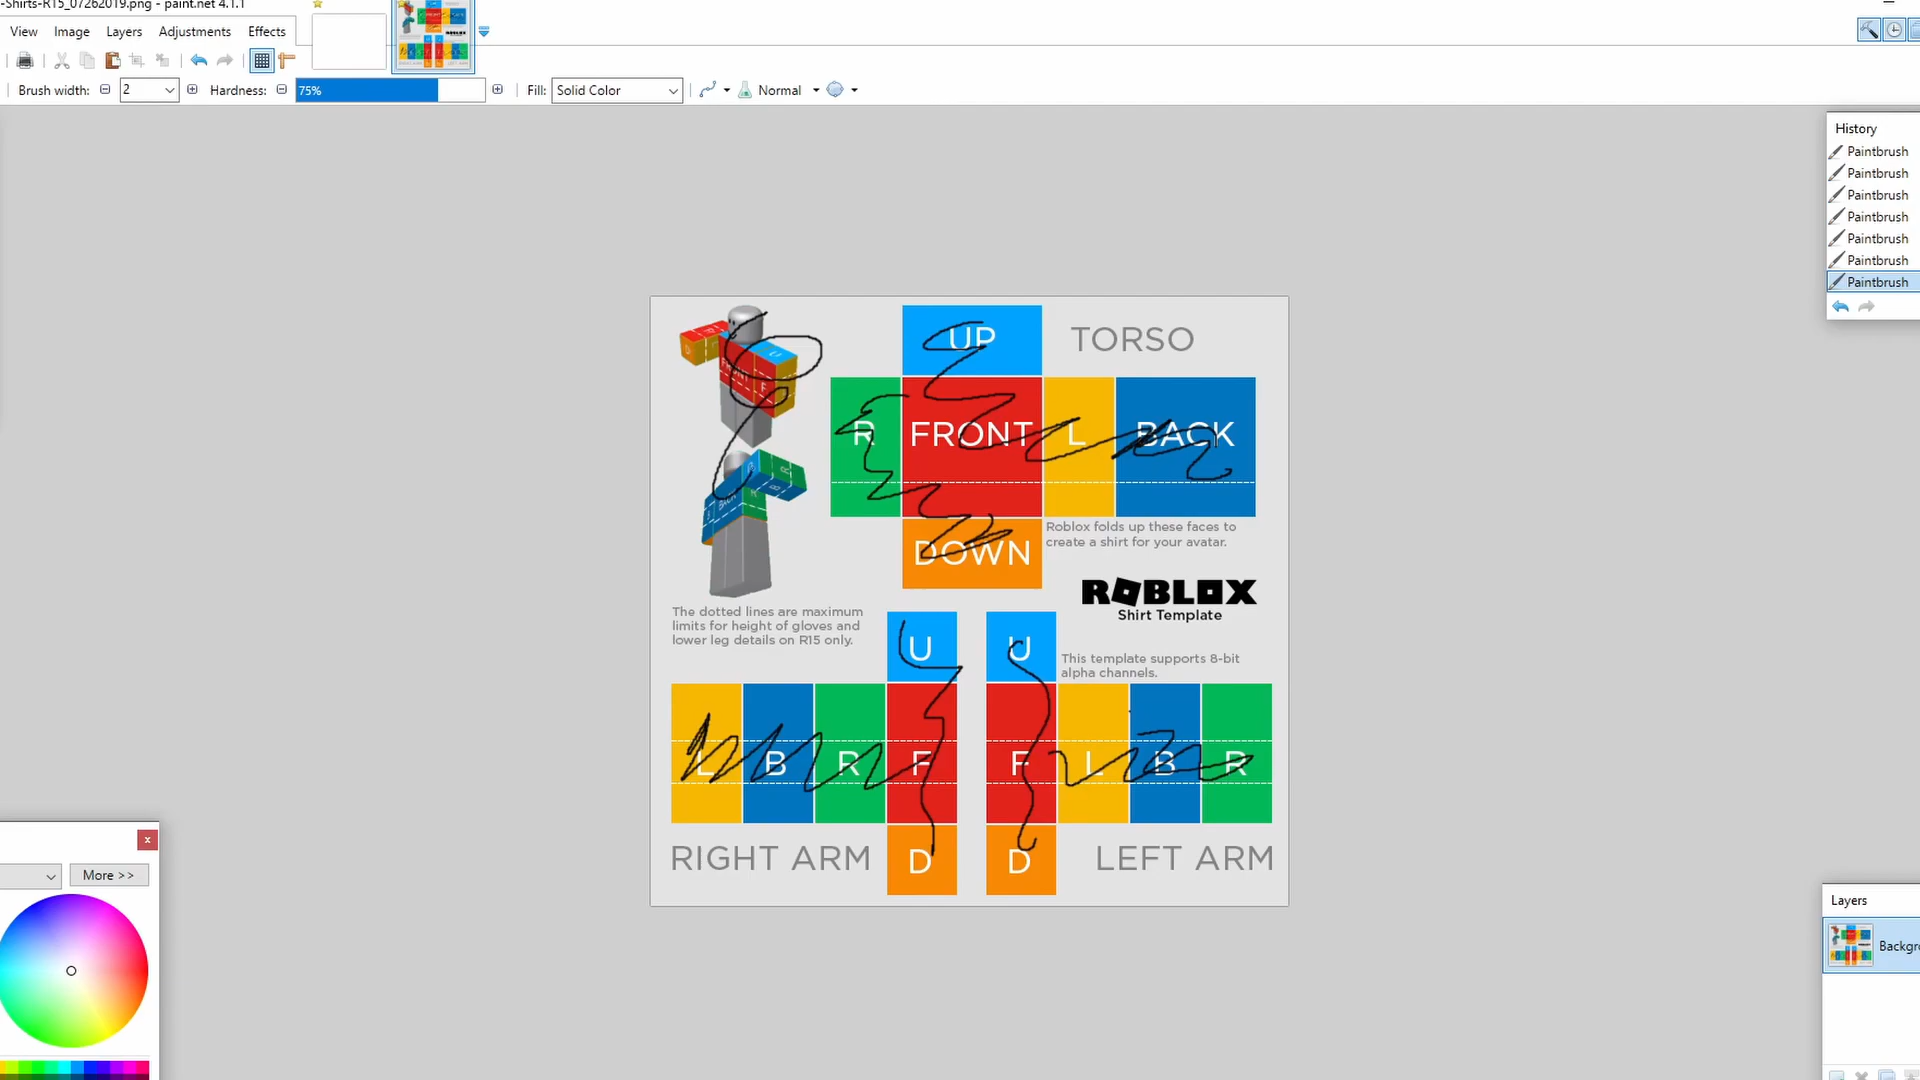 -Shirts-R15_07262019.png - paint.net 4.1.1
View Image Layers Adjustments Effects
Brush width: 2 Hardness: 75% Fill: Solid Color Normal
History
Paintbrush
Paintbrush
Paintbrush
Paintbrush
Paintbrush
Paintbrush
Paintbrush
UP TORSO
R FRONT L BACK
DOWN
Roblox folds up these faces to
create a shirt for your avatar.
ROBLOX
Shirt Template
The dotted lines are maximum
limits for height of gloves and
lower leg details on R15 only.
U U
This template supports 8-bit
alpha channels.
L B R F F L B R
RIGHT ARM D D LEFT ARM
More >>
Layers
Backgr